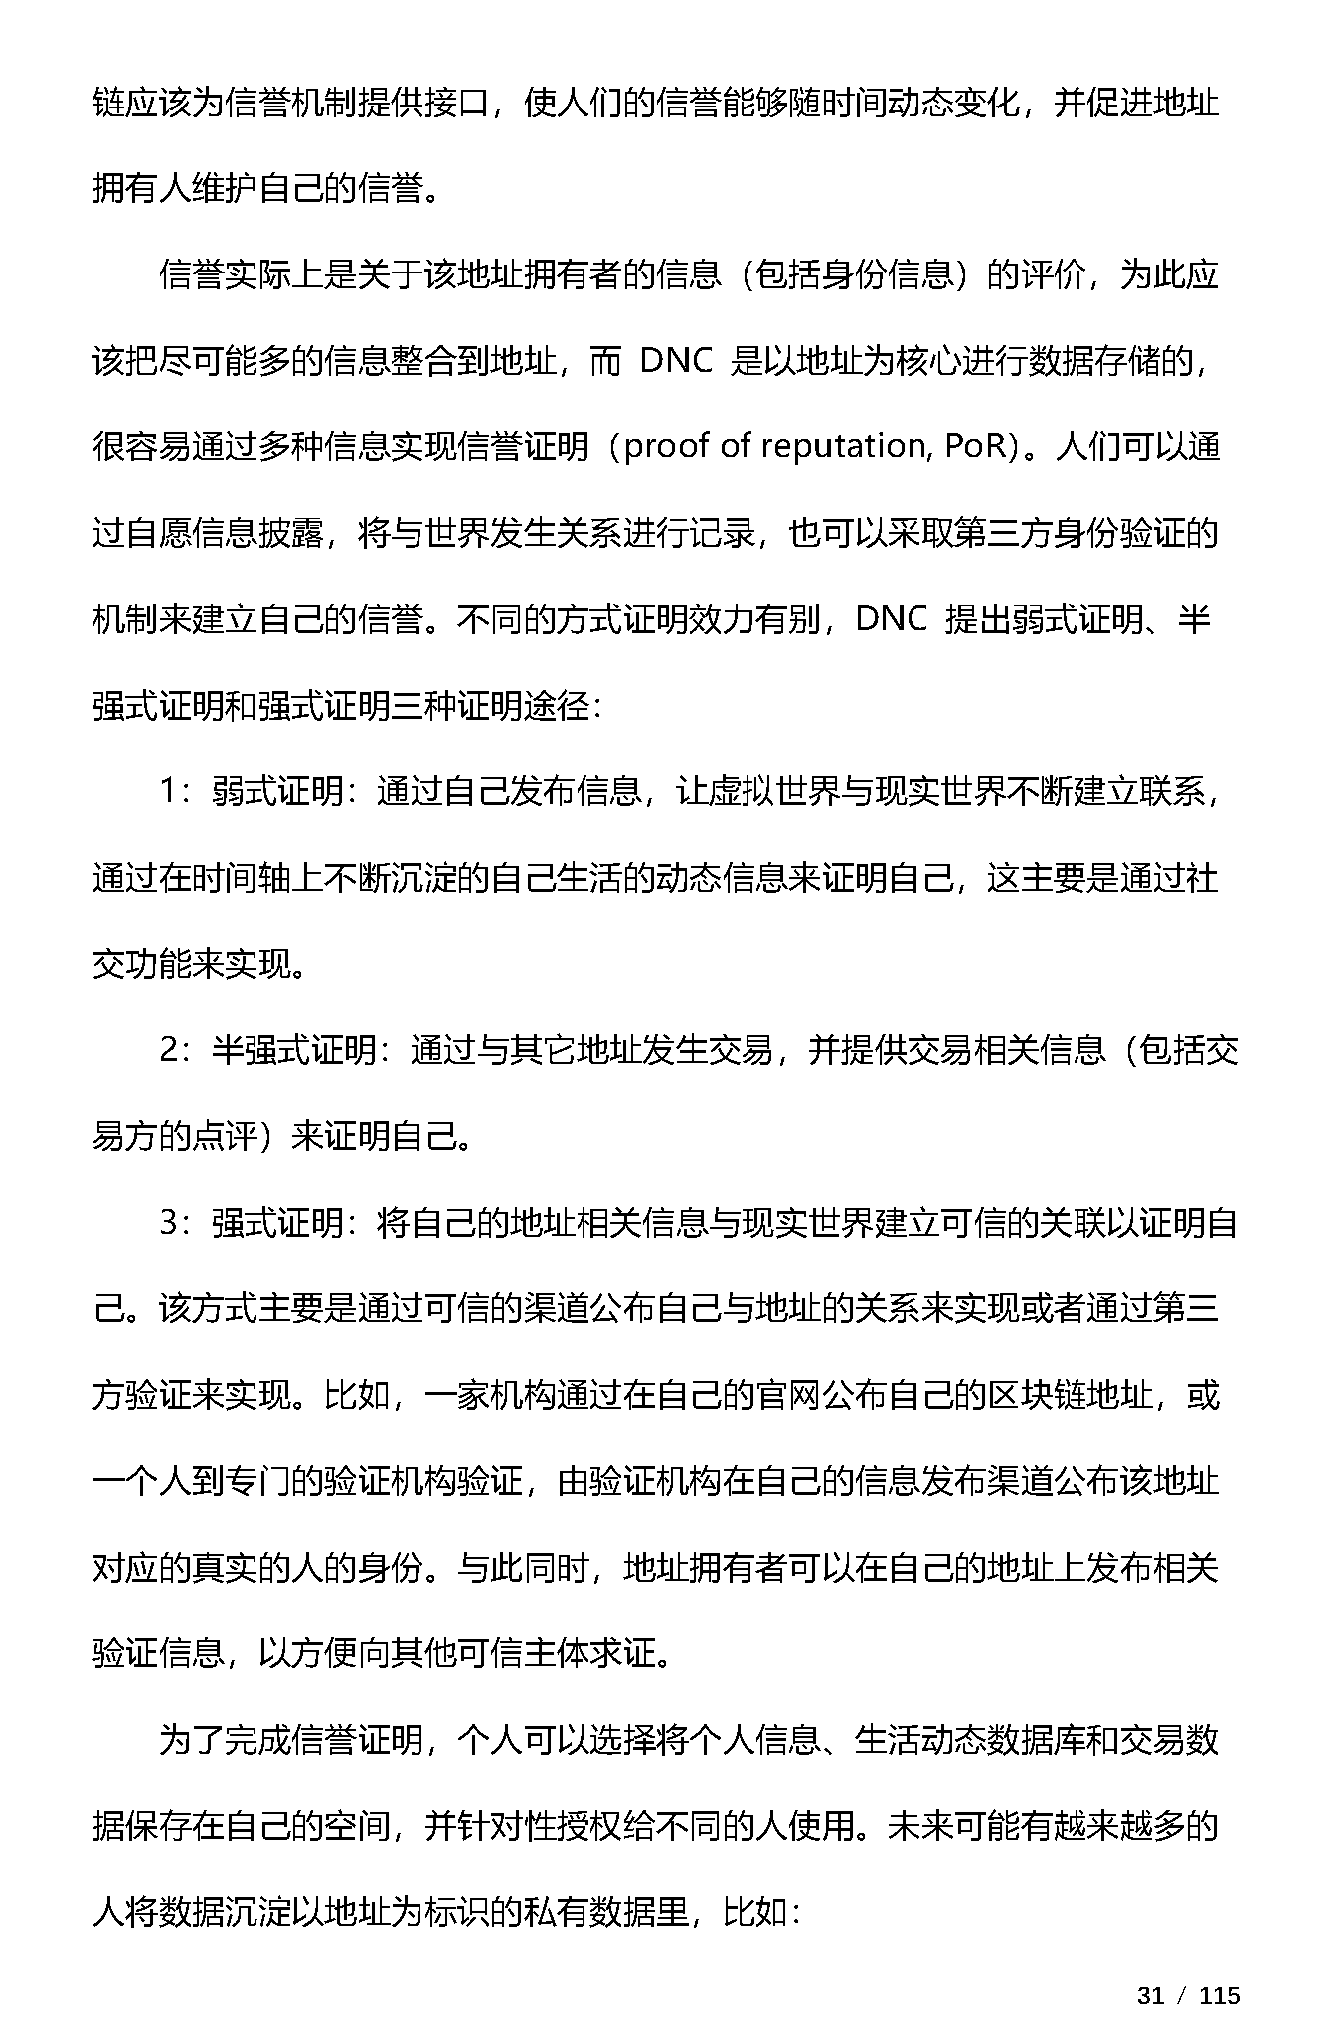 链应该为信誉机制提供接口，使人们的信誉能够随时间动态变化，并促进地址
拥有人维护自己的信誉。
信誉实际上是关于该地址拥有者的信息（包括身份信息）的评价，为此应
该把尽可能多的信息整合到地址，而 DNC 是以地址为核心进行数据存储的，
很容易通过多种信息实现信誉证明（proof of reputation, PoR）。人们可以通
过自愿信息披露，将与世界发生关系进行记录，也可以采取第三方身份验证的
机制来建立自己的信誉。不同的方式证明效力有别，DNC 提出弱式证明、半
强式证明和强式证明三种证明途径：
1：弱式证明：通过自己发布信息，让虚拟世界与现实世界不断建立联系，
通过在时间轴上不断沉淀的自己生活的动态信息来证明自己，这主要是通过社
交功能来实现。
2：半强式证明：通过与其它地址发生交易，并提供交易相关信息（包括交
易方的点评）来证明自己。
3：强式证明：将自己的地址相关信息与现实世界建立可信的关联以证明自
己。该方式主要是通过可信的渠道公布自己与地址的关系来实现或者通过第三
方验证来实现。比如，一家机构通过在自己的官网公布自己的区块链地址，或
一个人到专门的验证机构验证，由验证机构在自己的信息发布渠道公布该地址
对应的真实的人的身份。与此同时，地址拥有者可以在自己的地址上发布相关
验证信息，以方便向其他可信主体求证。
为了完成信誉证明，个人可以选择将个人信息、生活动态数据库和交易数
据保存在自己的空间，并针对性授权给不同的人使用。未来可能有越来越多的
人将数据沉淀以地址为标识的私有数据里，比如：
31 / 115